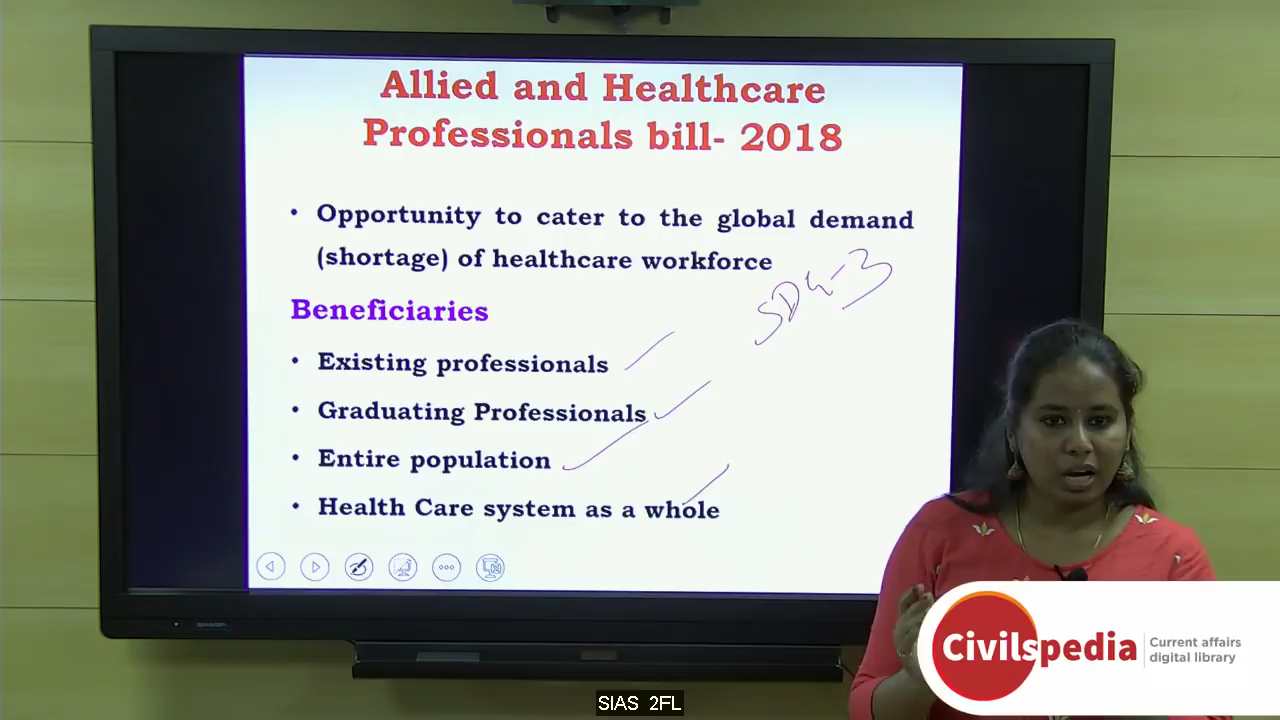 Allied and Healthcare
Professionals bill- 2018
• Opportunity to cater to the global demand
(shortage) of healthcare workforce
SDG-3
Beneficiaries
• Existing professionals
• Graduating Professionals
• Entire population
• Health Care system as a whole
SHARP
Civilspedia
Current affairs
digital library
SIAS 2FL